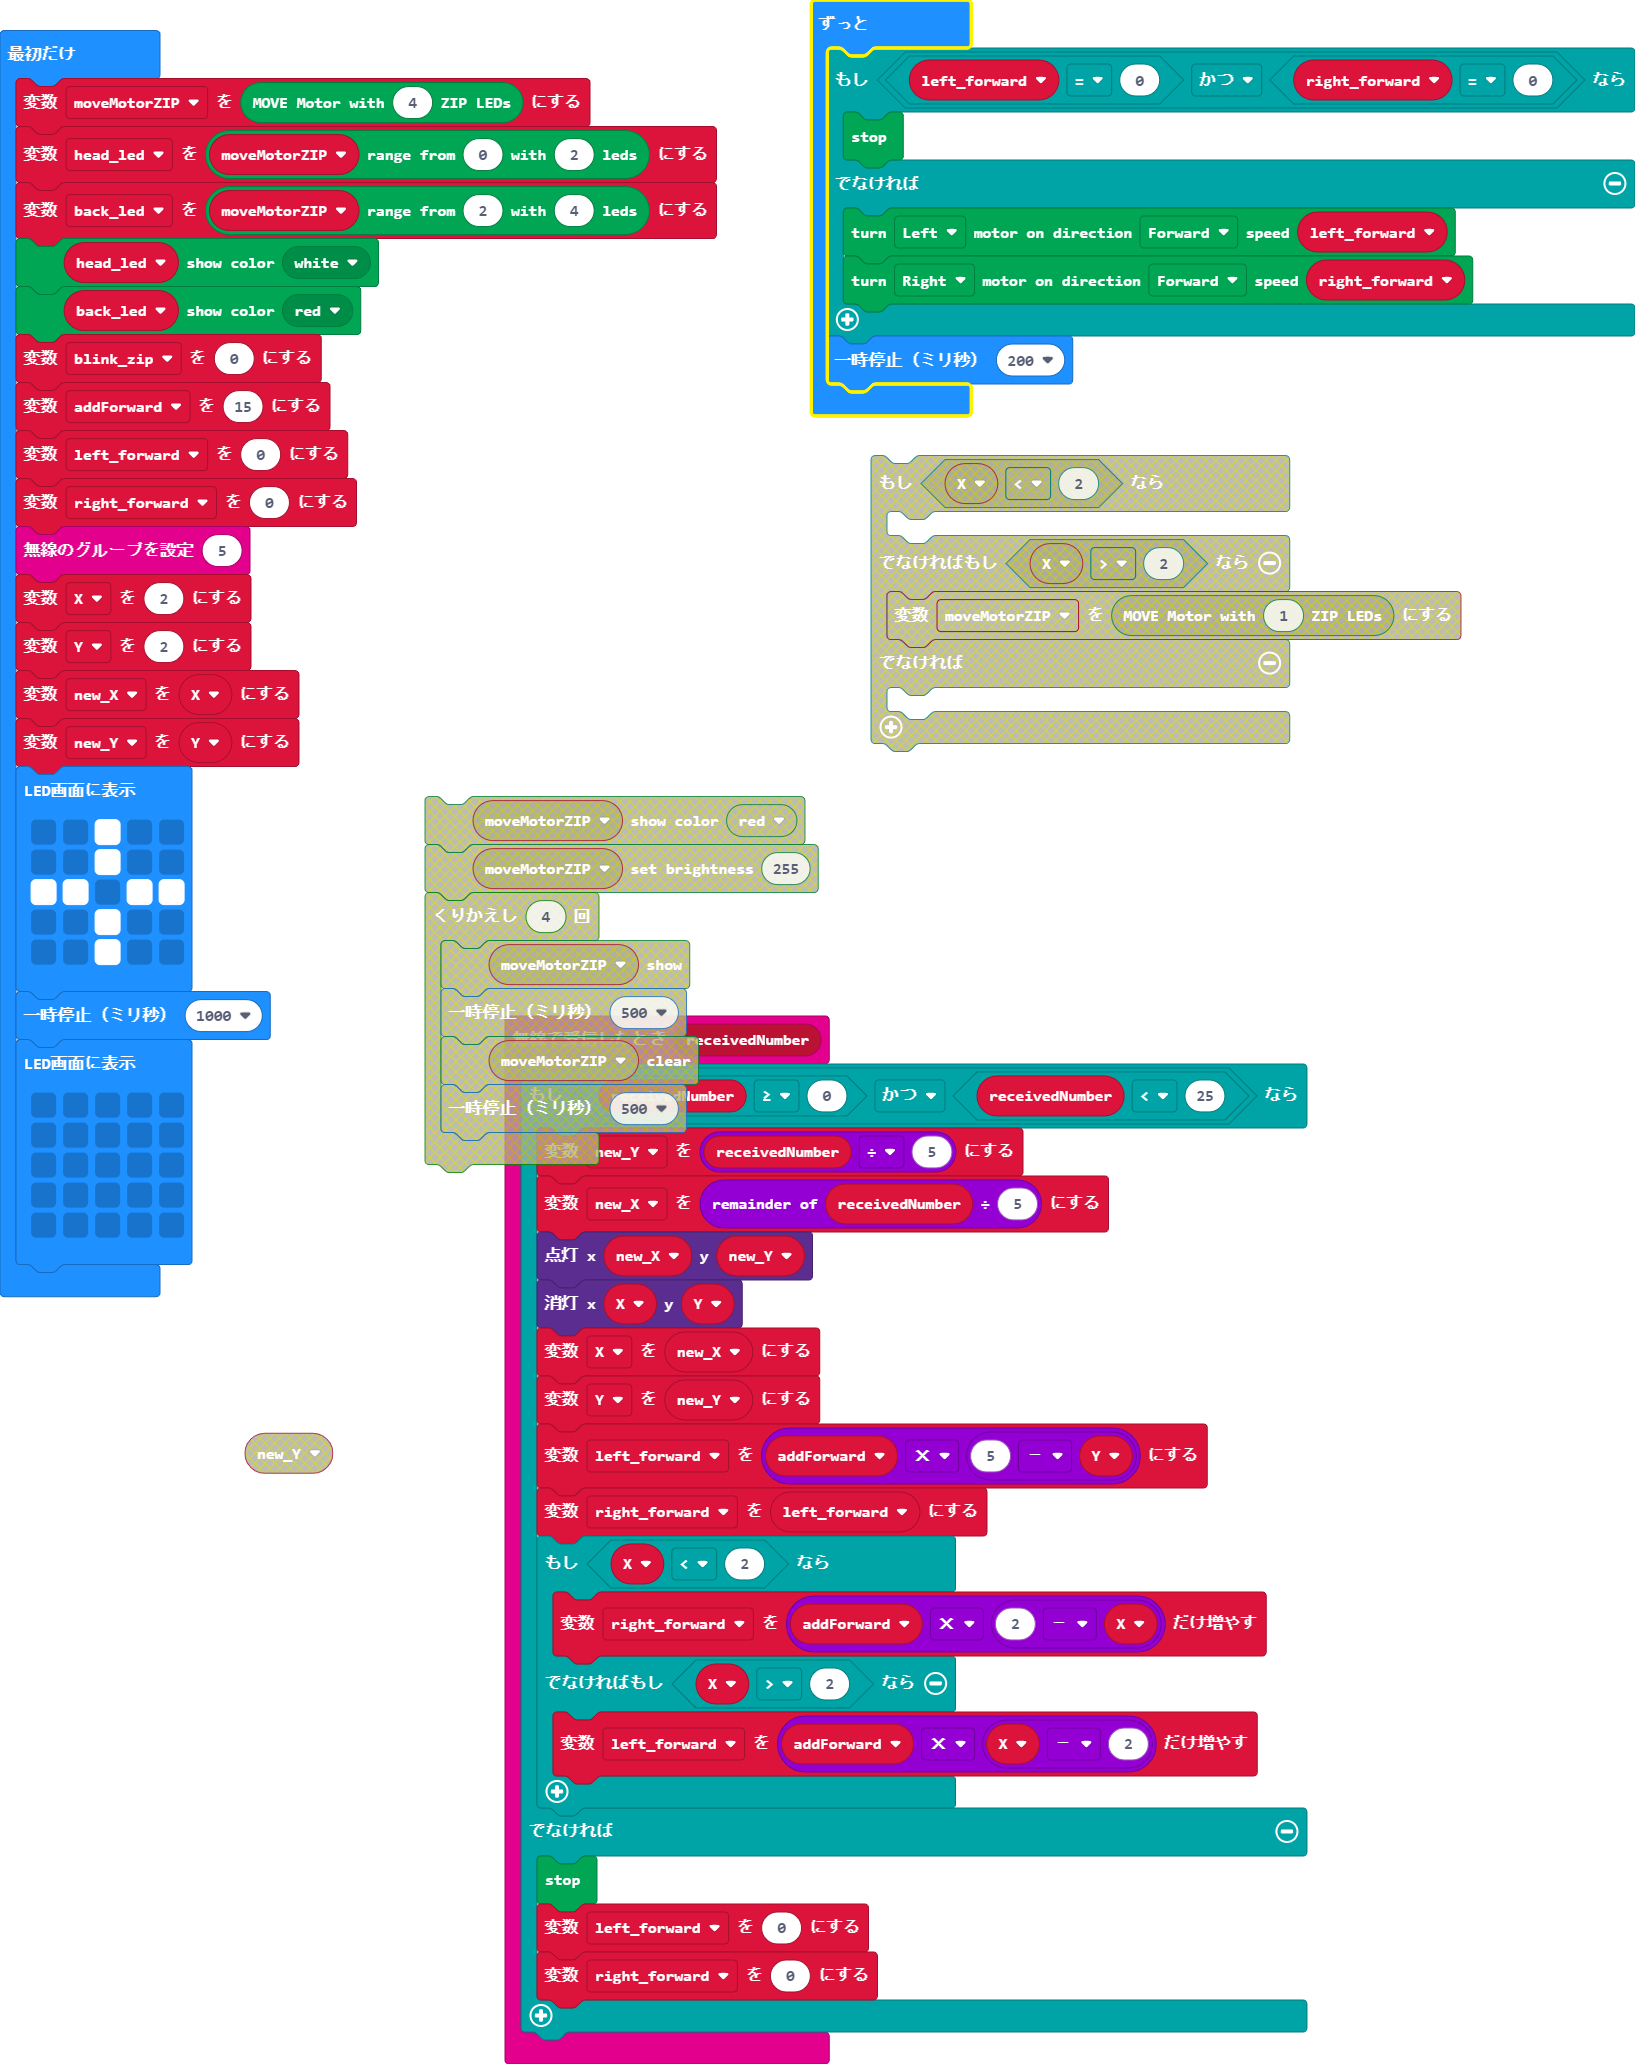 最初だけ
変数 moveMotorZIP を MOVE Motor with 4 ZIP LEDs にする
変数 head_led を moveMotorZIP range from 0 with 2 leds にする
変数 back_led を moveMotorZIP range from 2 with 4 leds にする
head_led show color white
back_led show color red
変数 blink_zip を 0 にする
変数 addForward を 15 にする
変数 left_forward を 0 にする
変数 right_forward を 0 にする
無線のグループを設定 5
変数 X を 2 にする
変数 Y を 2 にする
変数 new_X を X にする
変数 new_Y を Y にする
LED画面に表示
一時停止（ミリ秒） 1000
LED画面に表示
ずっと
もし left_forward = 0 かつ right_forward = 0 なら
stop
でなければ
turn Left motor on direction Forward speed left_forward
turn Right motor on direction Forward speed right_forward
一時停止（ミリ秒） 200
もし X < 2 なら
でなければもし X > 2 なら
変数 moveMotorZIP を MOVE Motor with 1 ZIP LEDs にする
でなければ
moveMotorZIP show color red
moveMotorZIP set brightness 255
くりかえし 4 回
moveMotorZIP show
一時停止（ミリ秒） 500
moveMotorZIP clear
一時停止（ミリ秒） 500
無線で受信したとき receivedNumber
もし receivedNumber ≥ 0 かつ receivedNumber < 25 なら
変数 new_Y を receivedNumber ÷ 5 にする
変数 new_X を remainder of receivedNumber ÷ 5 にする
点灯 x new_X y new_Y
消灯 x X y Y
変数 X を new_X にする
変数 Y を new_Y にする
変数 left_forward を addForward × 5 - Y にする
変数 right_forward を left_forward にする
もし X < 2 なら
変数 right_forward を addForward × 2 - X だけ増やす
でなければもし X > 2 なら
変数 left_forward を addForward × X - 2 だけ増やす
でなければ
stop
変数 left_forward を 0 にする
変数 right_forward を 0 にする
new_Y